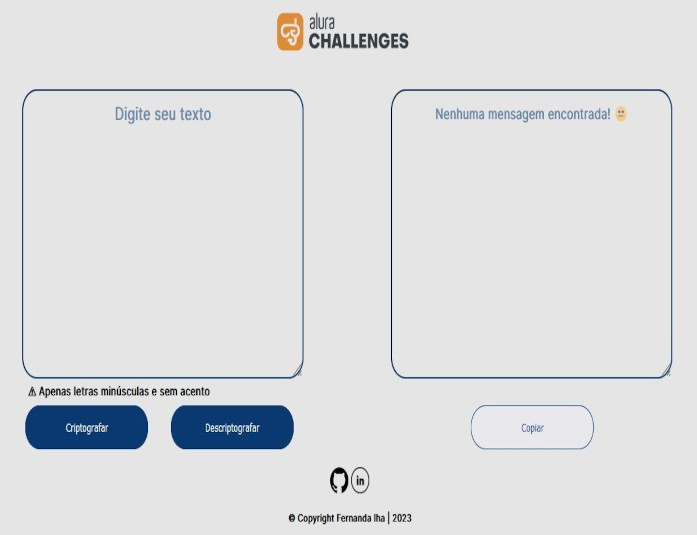 alura
CHALLENGES
Digite seu texto
Nenhuma mensagem encontrada! 😕
⚠ Apenas letras minúsculas e sem acento
Criptografar
Descriptografar
Copiar
in
© Copyright Fernanda Iha | 2023